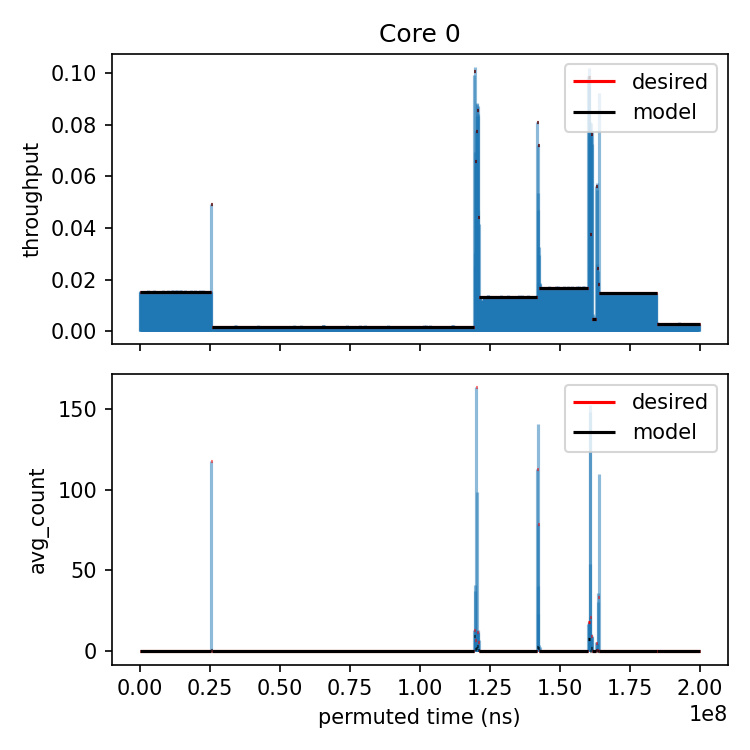 Core 0
throughput
0.10
0.08
0.06
0.04
0.02
0.00
desired
model
avg_count
150
100
50
0
desired
model
0.00 0.25 0.50 0.75 1.00 1.25 1.50 1.75 2.00
1e8
permuted time (ns)